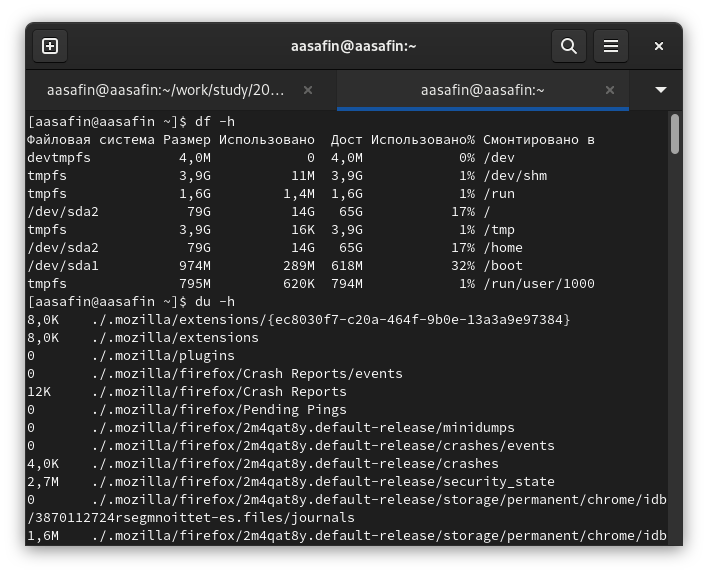 aasafin@aasafin:~
aasafin@aasafin:~/work/study/20...
aasafin@aasafin:~
[aasafin@aasafin ~]$ df -h
Файловая система Размер Использовано  Дост Использовано% Смонтировано в
devtmpfs           4,0M            0  4,0M            0% /dev
tmpfs              3,9G          11M  3,9G            1% /dev/shm
tmpfs              1,6G         1,4M  1,6G            1% /run
/dev/sda2           79G          14G   65G           17% /
tmpfs              3,9G          16K  3,9G            1% /tmp
/dev/sda2           79G          14G   65G           17% /home
/dev/sda1          974M         289M  618M           32% /boot
tmpfs              795M         620K  794M            1% /run/user/1000
[aasafin@aasafin ~]$ du -h
8,0K    ./.mozilla/extensions/{ec8030f7-c20a-464f-9b0e-13a3a9e97384}
8,0K    ./.mozilla/extensions
0       ./.mozilla/plugins
0       ./.mozilla/firefox/Crash Reports/events
12K     ./.mozilla/firefox/Crash Reports
0       ./.mozilla/firefox/Pending Pings
0       ./.mozilla/firefox/2m4qat8y.default-release/minidumps
0       ./.mozilla/firefox/2m4qat8y.default-release/crashes/events
4,0K    ./.mozilla/firefox/2m4qat8y.default-release/crashes
2,7M    ./.mozilla/firefox/2m4qat8y.default-release/security_state
0       ./.mozilla/firefox/2m4qat8y.default-release/storage/permanent/chrome/idb
/3870112724rsegmnoittet-es.files/journals
1,6M    ./.mozilla/firefox/2m4qat8y.default-release/storage/permanent/chrome/idb